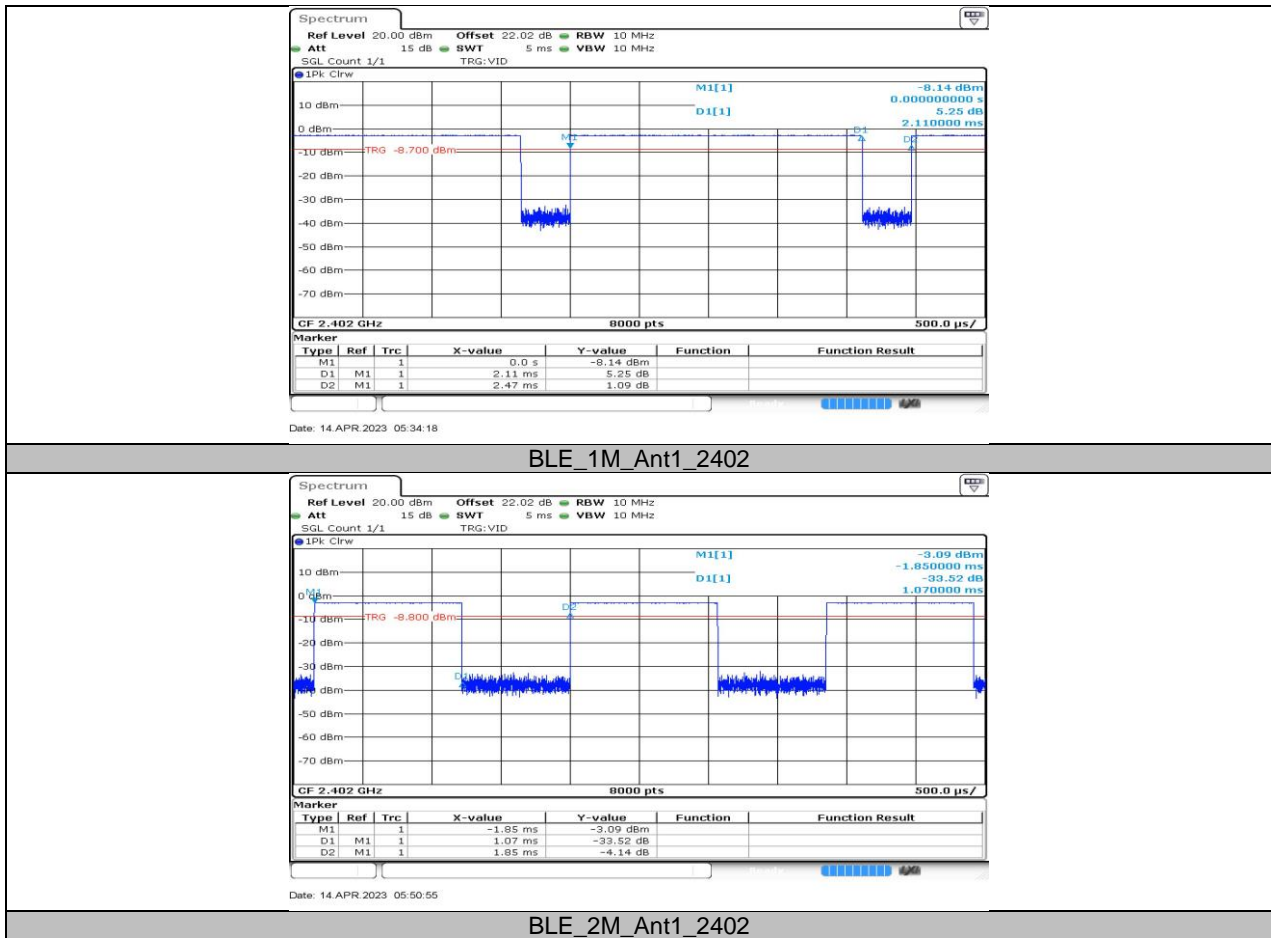 Spectrum
Ref Level 20.00 dBm Offset 22.02 dB RBW 10 MHz
Att 15 dB SWT 5 ms VBW 10 MHz
SGL Count 1/1 TRG:VID
1Pk Clrw
M1[1] -8.14 dBm
0.000000000 s
10 dBm
D1[1] 5.25 dB
2.110000 ms
0 dBm
D1
M1
D2
-10 dBm TRG -8.700 dBm
-20 dBm
-30 dBm
-40 dBm
-50 dBm
-60 dBm
-70 dBm
CF 2.402 GHz 8000 pts 500.0 µs/
Marker
Type Ref Trc X-value Y-value Function Function Result
M1 1 0.0 s -8.14 dBm
D1 M1 1 2.11 ms 5.25 dB
D2 M1 1 2.47 ms 1.09 dB
Date: 14.APR.2023 05:34:18
BLE_1M_Ant1_2402
Spectrum
Ref Level 20.00 dBm Offset 22.02 dB RBW 10 MHz
Att 15 dB SWT 5 ms VBW 10 MHz
SGL Count 1/1 TRG:VID
1Pk Clrw
M1[1] -3.09 dBm
-1.850000 ms
10 dBm
D1[1] -33.52 dB
1.070000 ms
M1
0 dBm
D2
-10 dBm TRG -8.800 dBm
-20 dBm
-30 dBm
D1
dBm
-50 dBm
-60 dBm
-70 dBm
CF 2.402 GHz 8000 pts 500.0 µs/
Marker
Type Ref Trc X-value Y-value Function Function Result
M1 1 -1.85 ms -3.09 dBm
D1 M1 1 1.07 ms -33.52 dB
D2 M1 1 1.85 ms -4.14 dB
Date: 14.APR.2023 05:50:55
BLE_2M_Ant1_2402